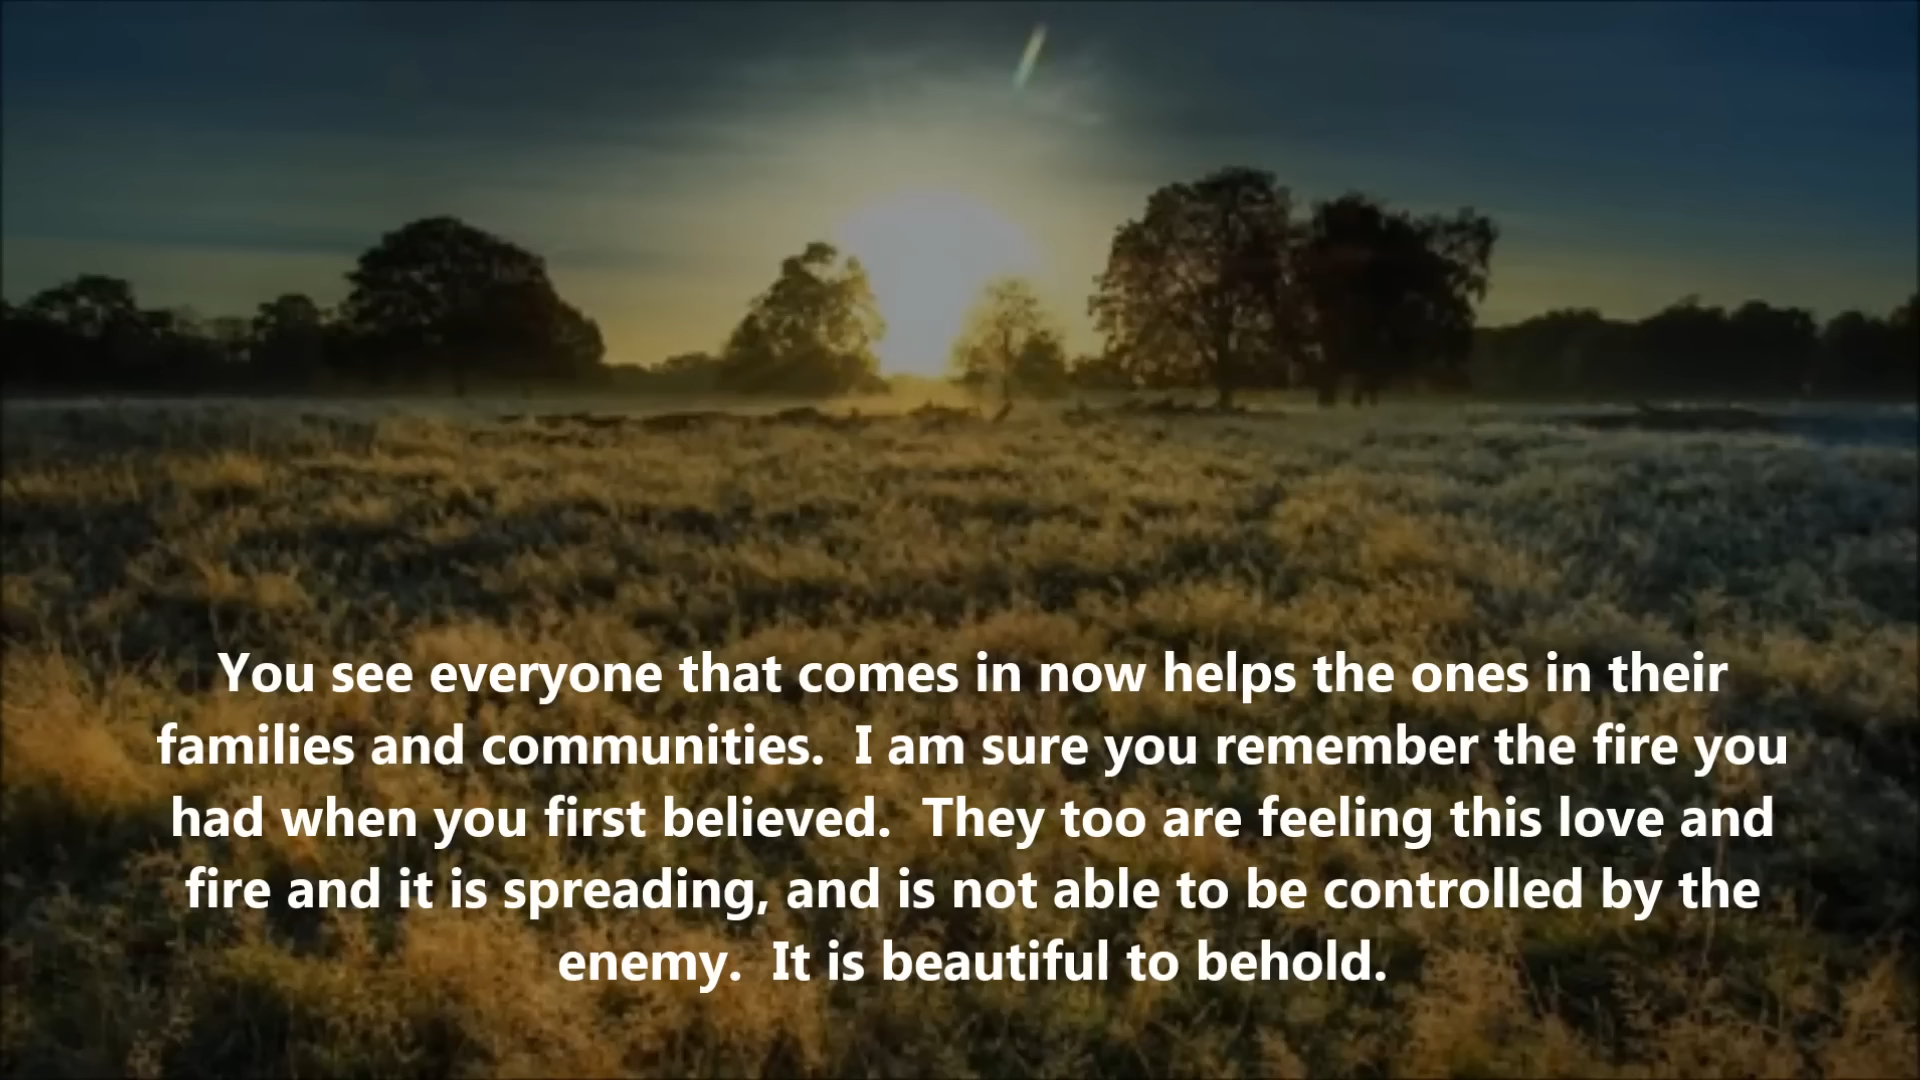 You see everyone that comes in now helps the ones in their
families and communities.  I am sure you remember the fire you
had when you first believed.  They too are feeling this love and
fire and it is spreading, and is not able to be controlled by the
enemy.  It is beautiful to behold.